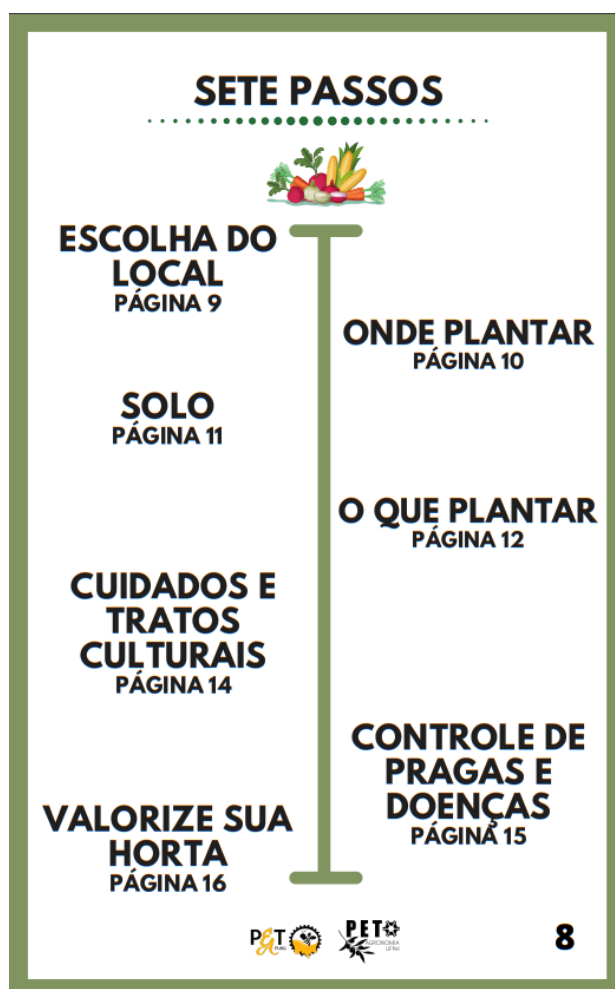 SETE PASSOS
ESCOLHA DO
LOCAL
PÁGINA 9
ONDE PLANTAR
PÁGINA 10
SOLO
PÁGINA 11
O QUE PLANTAR
PÁGINA 12
CUIDADOS E
TRATOS
CULTURAIS
PÁGINA 14
CONTROLE DE
PRAGAS E
DOENÇAS
PÁGINA 15
VALORIZE SUA
HORTA
PÁGINA 16
PET
PET
AGRONOMIA
8